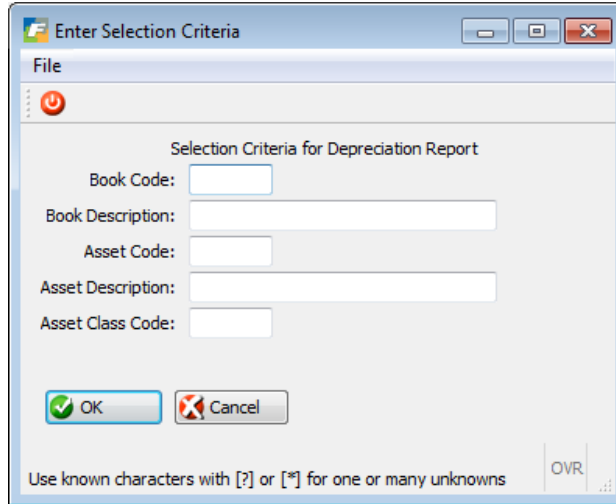 Enter Selection Criteria
File
Selection Criteria for Depreciation Report
Book Code:
Book Description:
Asset Code:
Asset Description:
Asset Class Code:
OK Cancel
Use known characters with [?] or [*] for one or many unknowns OVR